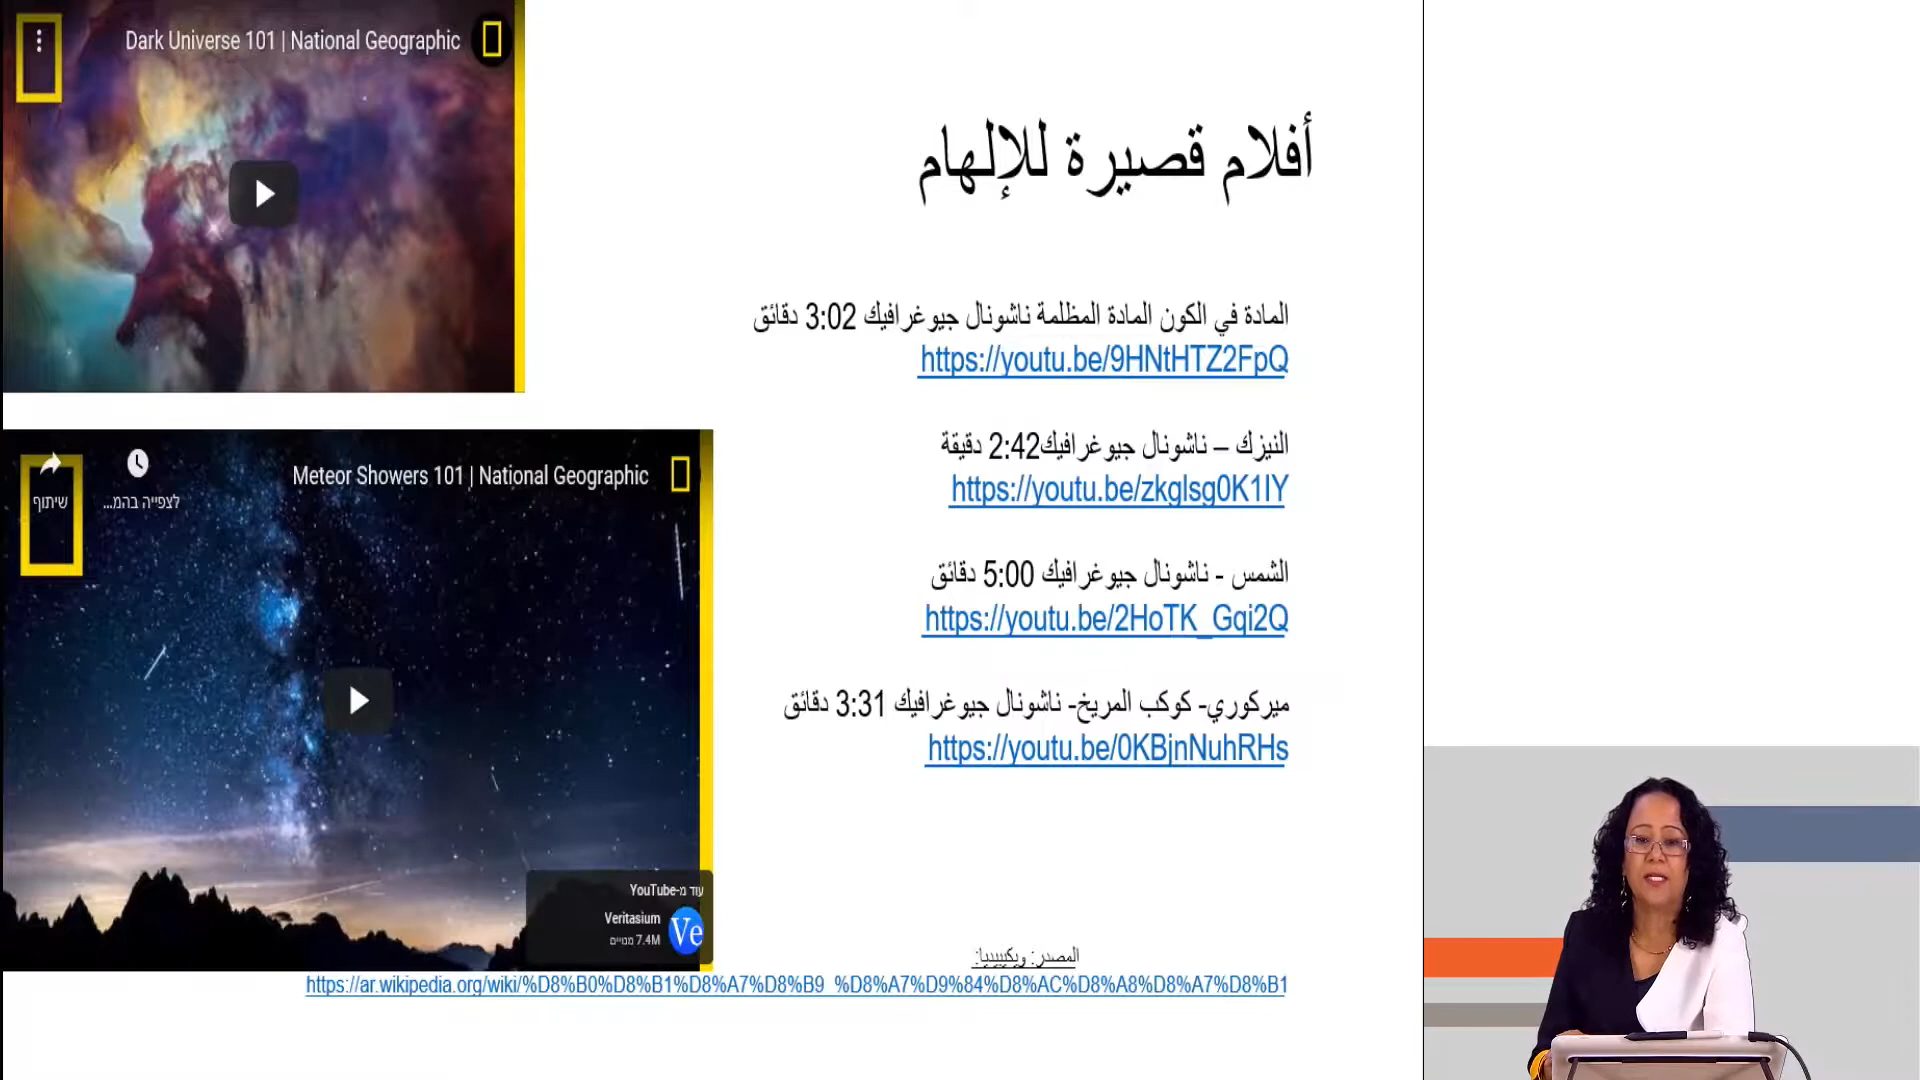 Dark Universe 101 | National Geographic
أفلام قصيرة للإلهام
المادة في الكون المادة المظلمة ناشونال جيوغرافيك 3:02 دقائق
https://youtu.be/9HNtHTZ2FpQ
النيزك – ناشونال جيوغرافيك2:42 دقيقة
https://youtu.be/zkglsg0K1IY
الشمس - ناشونال جيوغرافيك 5:00 دقائق
https://youtu.be/2HoTK_Gqi2Q
ميركوري- كوكب المريخ- ناشونال جيوغرافيك 3:31 دقائق
https://youtu.be/0KBjnNuhRHs
Meteor Showers 101 | National Geographic
שיתוף
לצפייה בהמ...
עוד מ-YouTube
Veritasium
Ve
7.4M מנויים
المصدر: ويكيبيديا:
https://ar.wikipedia.org/wiki/%D8%B0%D8%B1%D8%A7%D8%B9_%D8%A7%D9%84%D8%AC%D8%A8%D8%A7%D8%B1